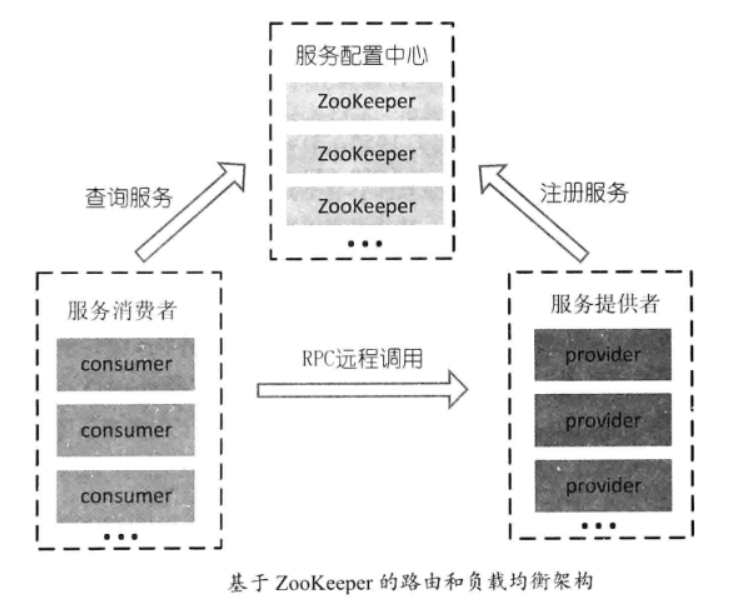 服务配置中心
ZooKeeper
ZooKeeper
ZooKeeper
...
查询服务
注册服务
服务消费者
consumer
consumer
consumer
...
RPC远程调用
服务提供者
provider
provider
provider
...
基于 ZooKeeper 的路由和负载均衡架构